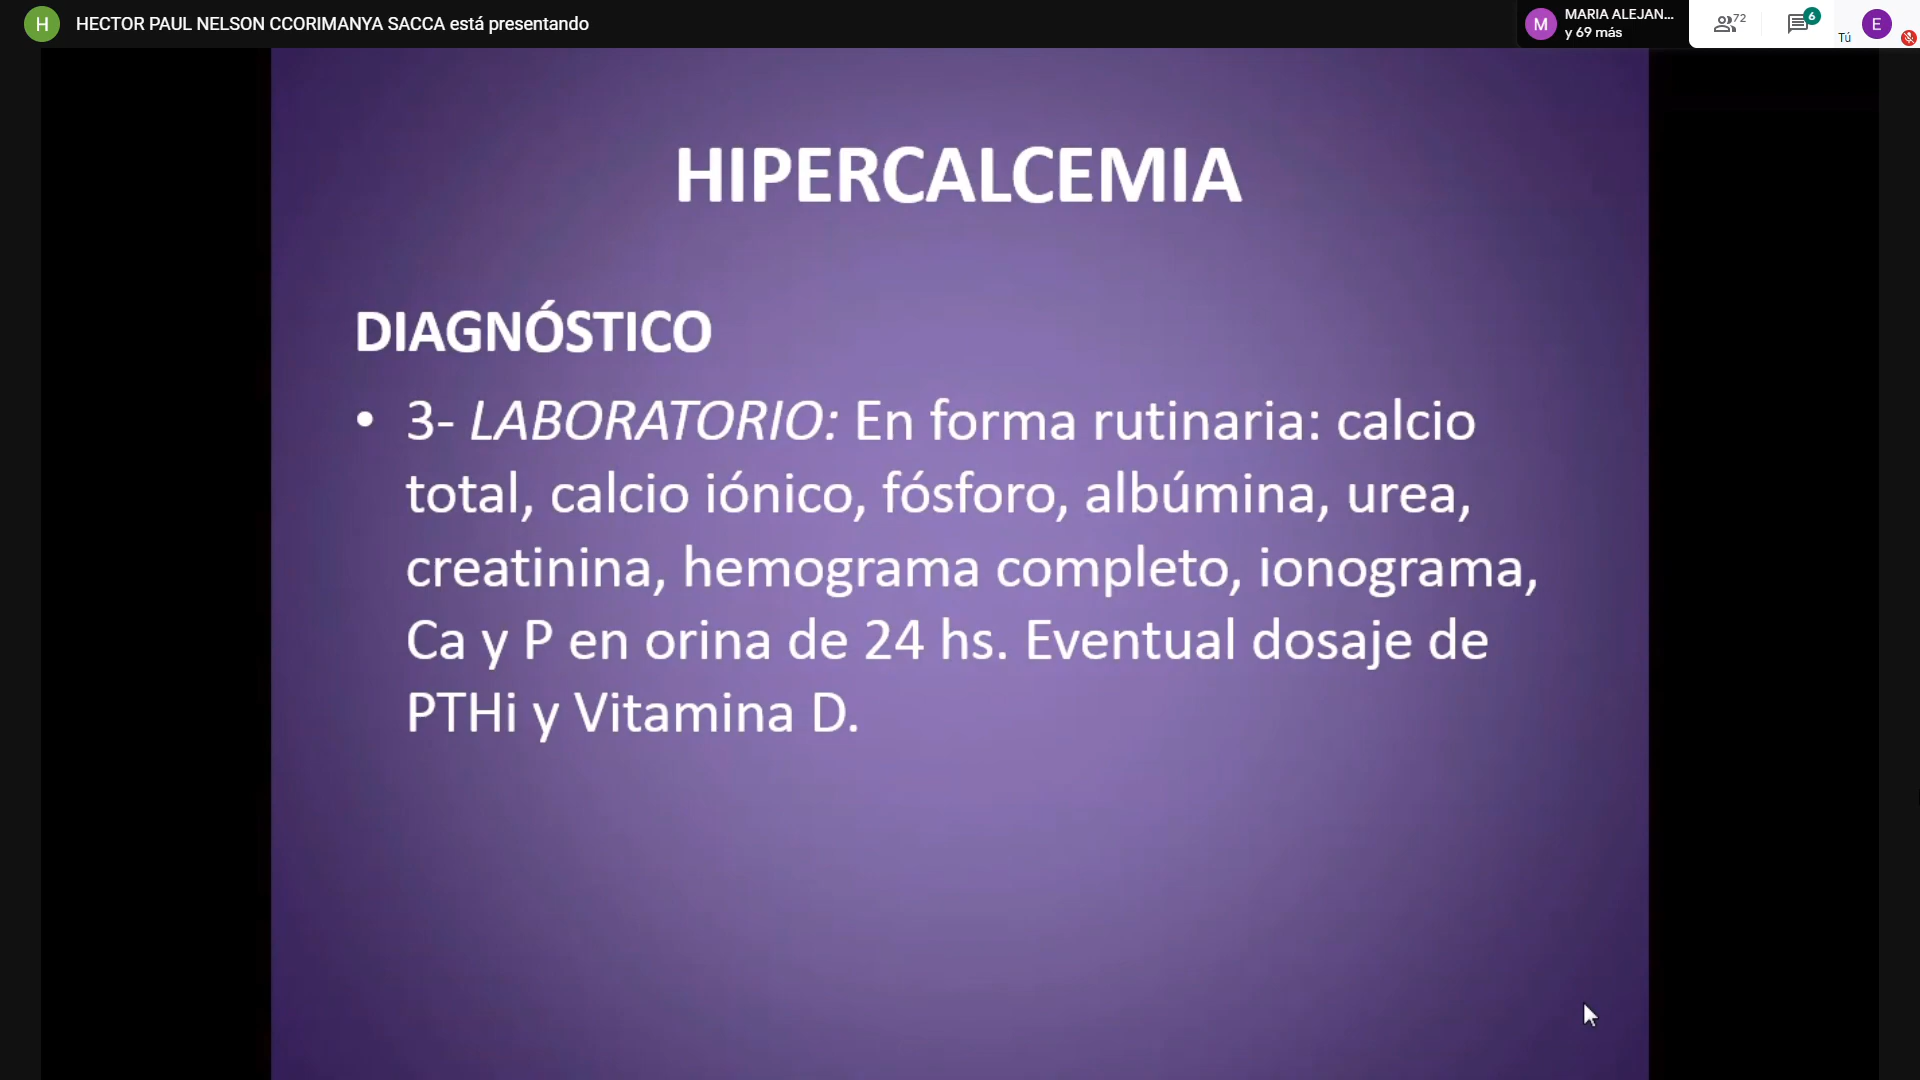 H HECTOR PAUL NELSON CCORIMANYA SACCA está presentando
M MARIA ALEJAN...
y 69 más
72
6
Tú
E
HIPERCALCEMIA
DIAGNÓSTICO
• 3- LABORATORIO: En forma rutinaria: calcio
total, calcio iónico, fósforo, albúmina, urea,
creatinina, hemograma completo, ionograma,
Ca y P en orina de 24 hs. Eventual dosaje de
PTHi y Vitamina D.